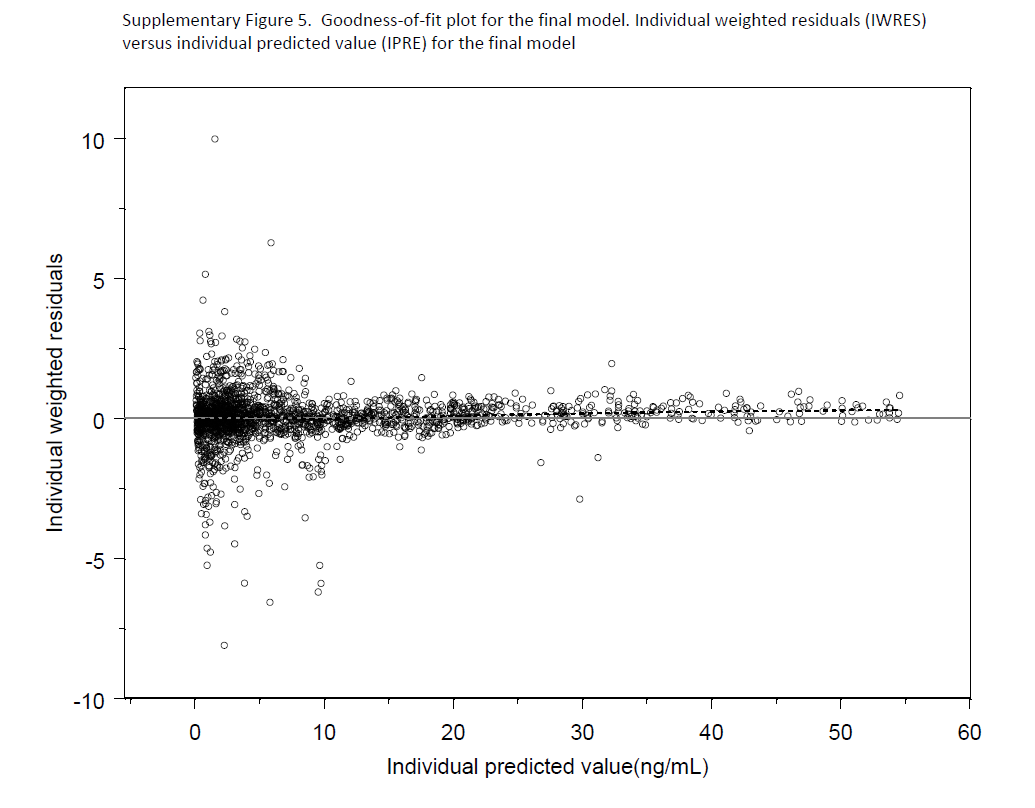 Supplementary Figure 5.  Goodness-of-fit plot for the final model. Individual weighted residuals (IWRES)
versus individual predicted value (IPRE) for the final model
10
5
0
-5
-10
Individual weighted residuals
0 10 20 30 40 50 60
Individual predicted value(ng/mL)